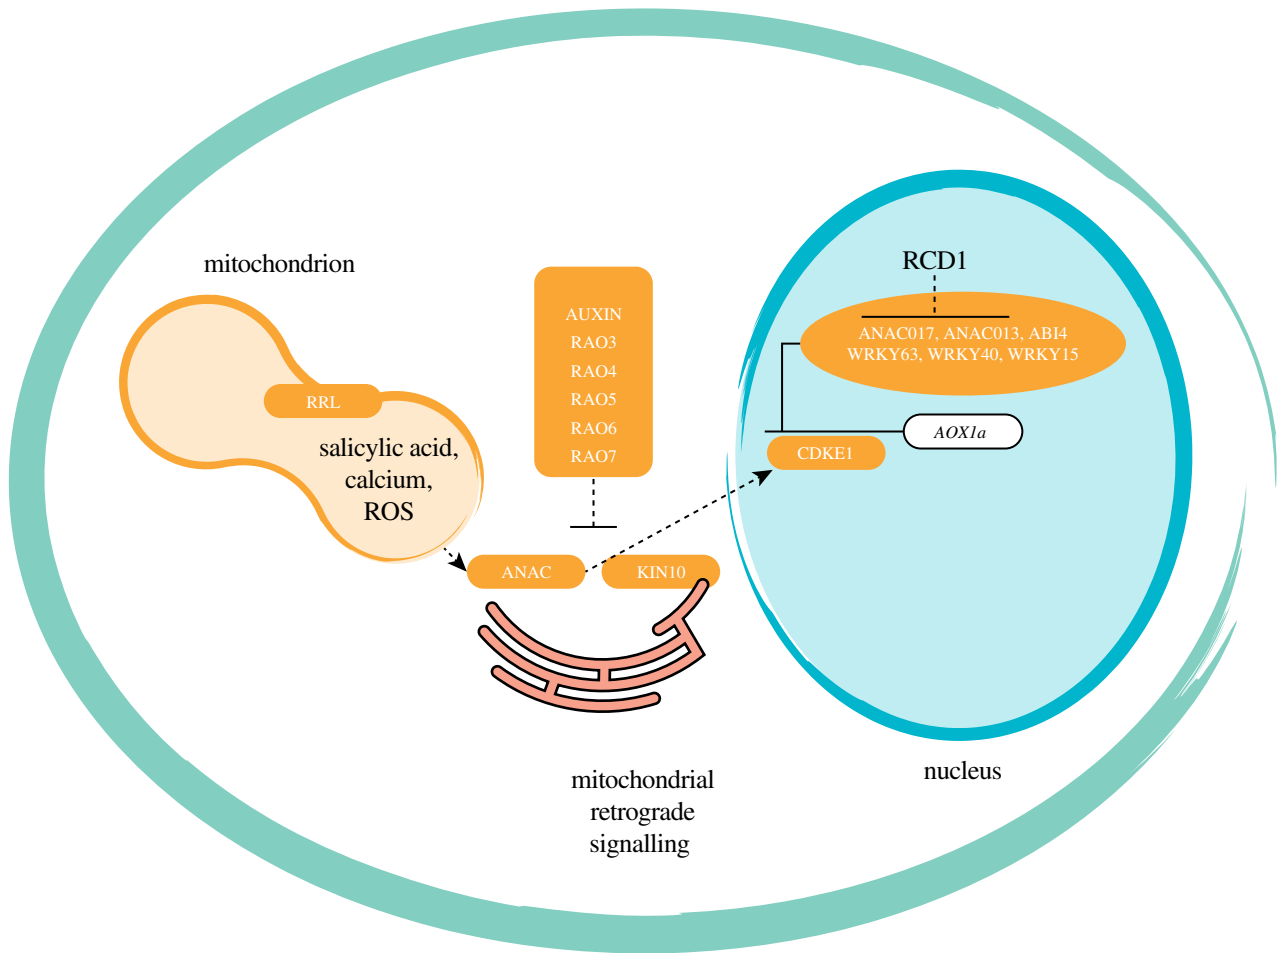 mitochondrion
RRL
salicylic acid,
calcium,
ROS
AUXIN
RAO3
RAO4
RAO5
RAO6
RAO7
ANAC
KIN10
RCD1
ANAC017, ANAC013, ABI4
WRKY63, WRKY40, WRKY15
AOX1a
CDKE1
nucleus
mitochondrial
retrograde
signalling